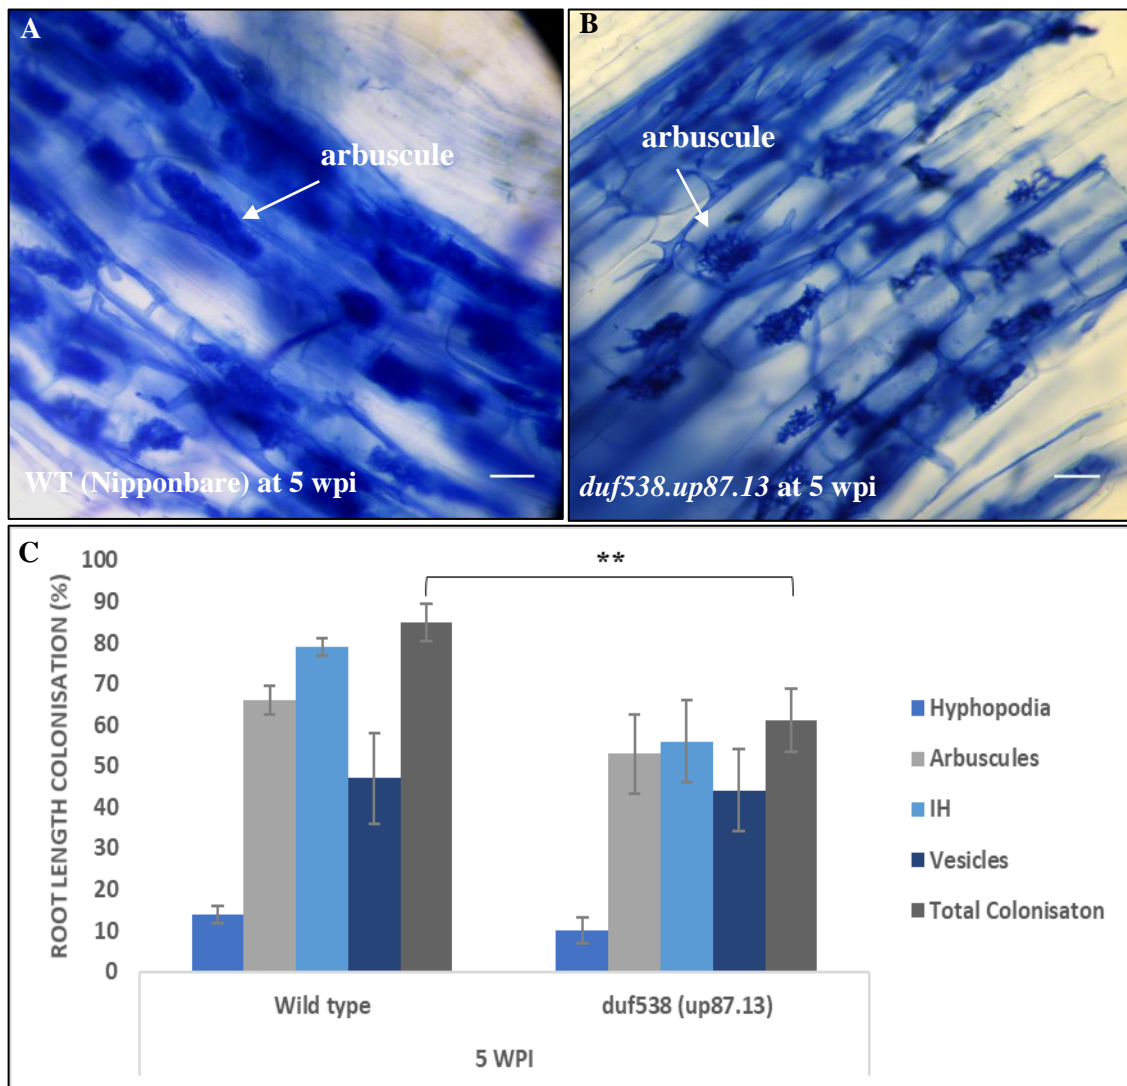 A
arbuscule
WT (Nipponbare) at 5 wpi
B
arbuscule
duf538.up87.13 at 5 wpi
C
ROOT LENGTH COLONISATION (%)
100
90
80
70
60
50
40
30
20
10
0
**
Wild type
duf538 (up87.13)
5 WPI
Hyphopodia
Arbuscules
IH
Vesicles
Total Colonisaton